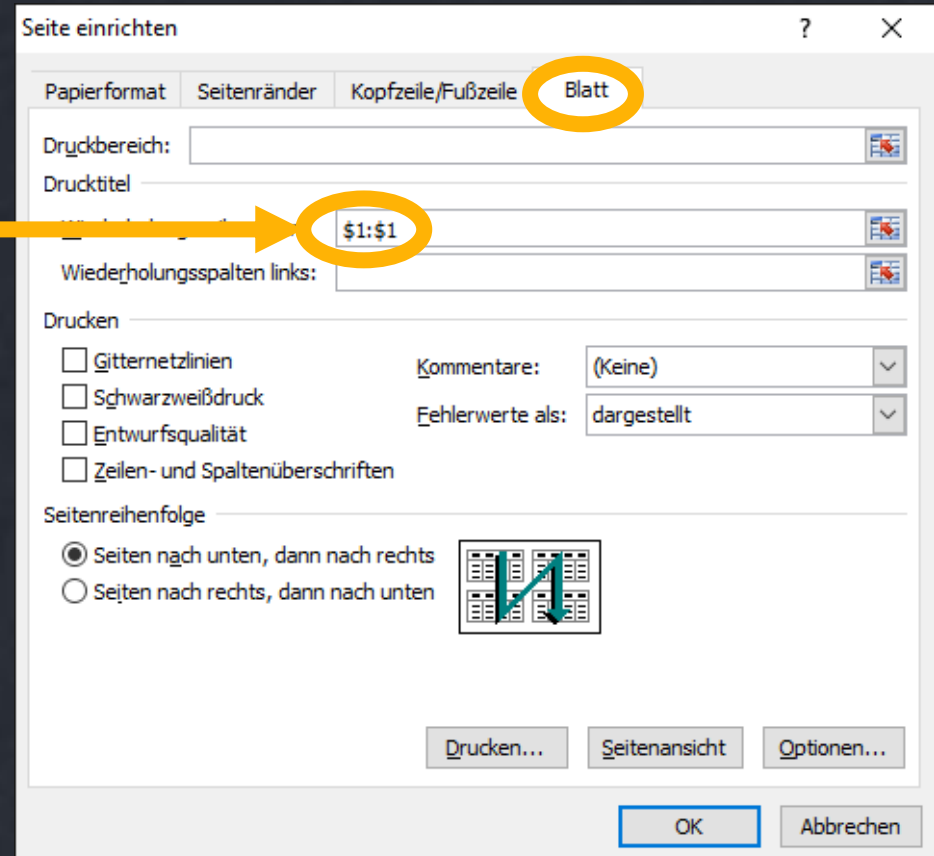 Seite einrichten ? ✕
Papierformat Seitenränder Kopfzeile/Fußzeile Blatt
Druckbereich:
Drucktitel
$1:$1
Wiederholungsspalten links:
Drucken
Gitternetzlinien
Kommentare: (Keine)
Schwarzweißdruck
Fehlerwerte als: dargestellt
Entwurfsqualität
Zeilen- und Spaltenüberschriften
Seitenreihenfolge
Seiten nach unten, dann nach rechts
Seiten nach rechts, dann nach unten
Drucken... Seitenansicht Optionen...
OK Abbrechen